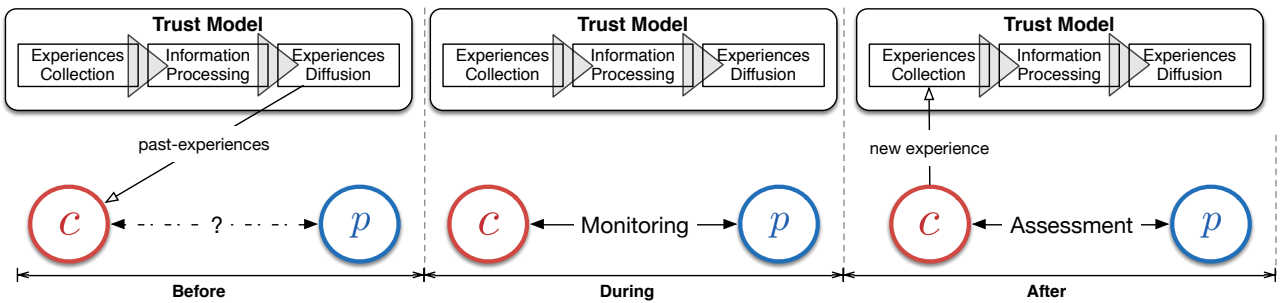 Trust Model
Experiences
Collection
Information
Processing
Experiences
Diffusion
past-experiences
c
?
p
Before
Trust Model
Experiences
Collection
Information
Processing
Experiences
Diffusion
c
Monitoring
p
During
Trust Model
Experiences
Collection
Information
Processing
Experiences
Diffusion
new experience
c
Assessment
p
After